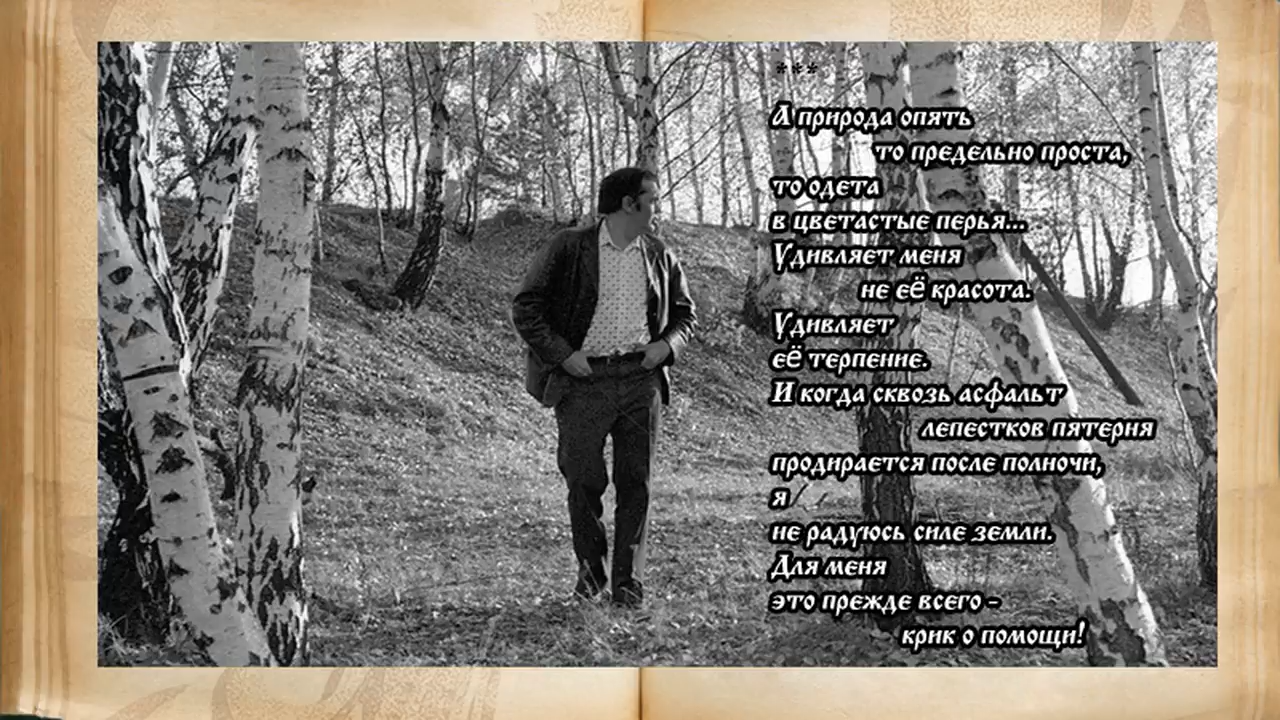 ***
А природа опять
то предельно проста,
то одета
в цветастые перья...
Удивляет меня
не её красота.
Удивляет
её терпение.
И когда сквозь асфальт
лепестков пятерня
продирается после полночи,
я
не радуюсь силе земли.
Для меня
это прежде всего -
крик о помощи!